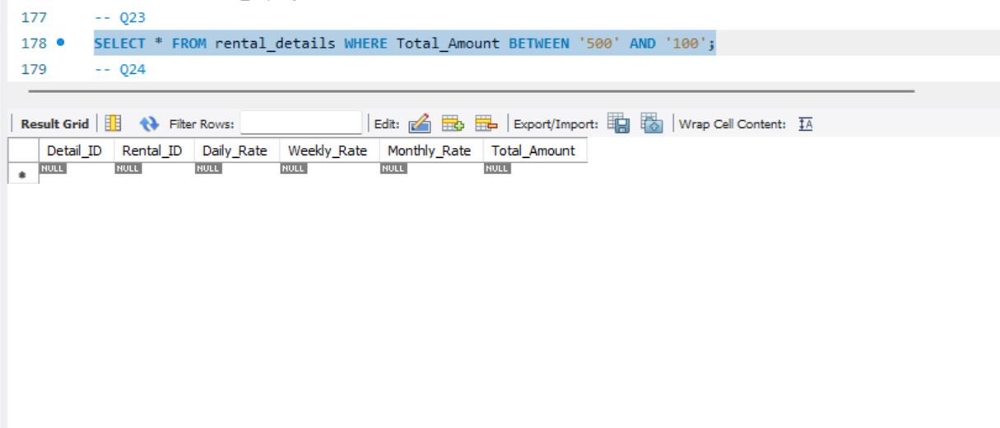 177 -- Q23
178 SELECT * FROM rental_details WHERE Total_Amount BETWEEN '500' AND '100';
179 -- Q24
Result Grid Filter Rows: Edit: Export/Import: Wrap Cell Content: IA
Detail_ID Rental_ID Daily_Rate Weekly_Rate Monthly_Rate Total_Amount
* NULL NULL NULL NULL NULL NULL